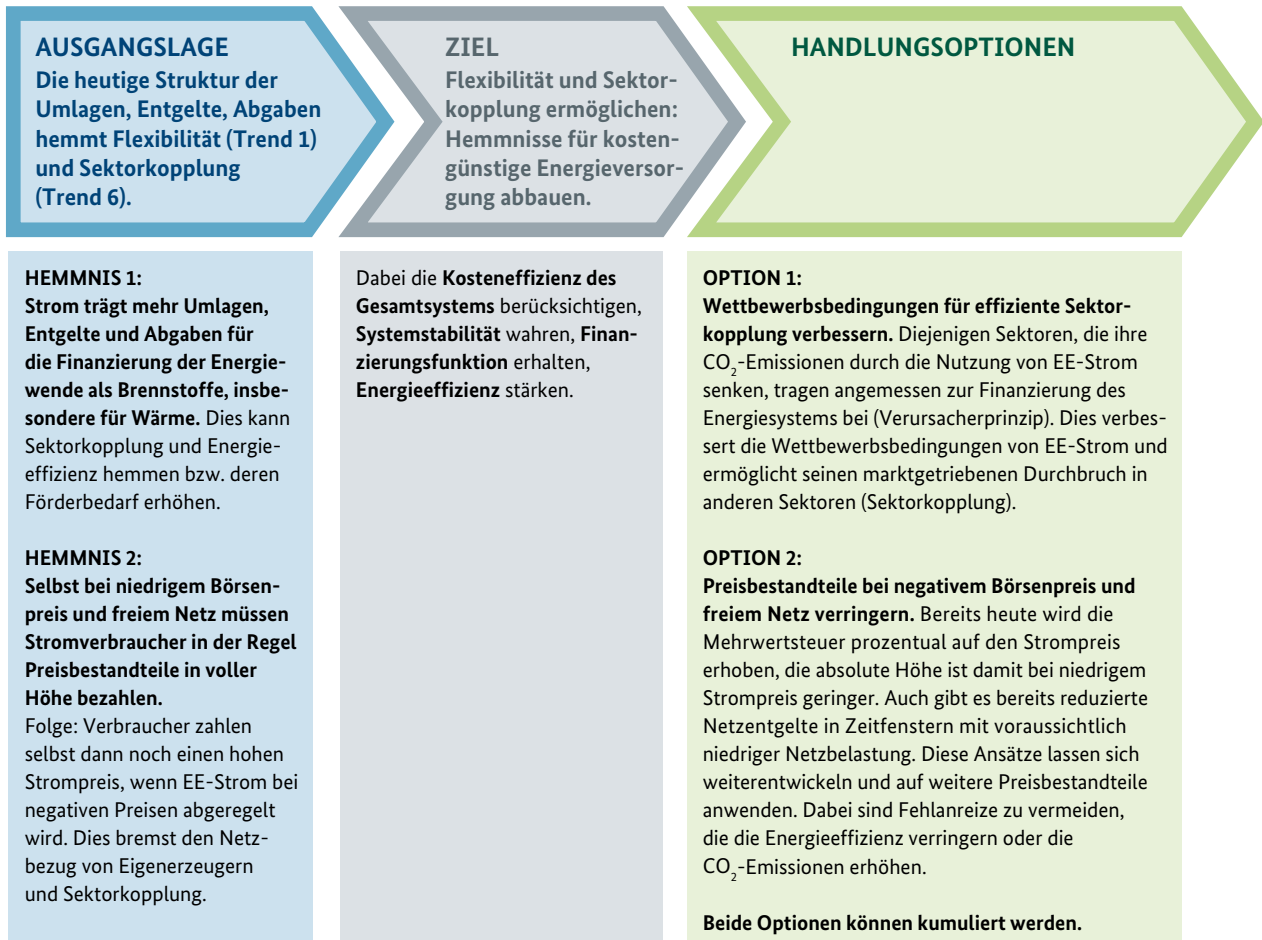 AUSGANGSLAGE
Die heutige Struktur der
Umlagen, Entgelte, Abgaben
hemmt Flexibilität (Trend 1)
und Sektorkopplung
(Trend 6).
ZIEL
Flexibilität und Sektor-
kopplung ermöglichen:
Hemmnisse für kosten-
günstige Energieversor-
gung abbauen.
HANDLUNGSOPTIONEN
HEMMNIS 1:
Strom trägt mehr Umlagen,
Entgelte und Abgaben für
die Finanzierung der Energie-
wende als Brennstoffe, insbe-
sondere für Wärme. Dies kann
Sektorkopplung und Energie-
effizienz hemmen bzw. deren
Förderbedarf erhöhen.
HEMMNIS 2:
Selbst bei niedrigem Börsen-
preis und freiem Netz müssen
Stromverbraucher in der Regel
Preisbestandteile in voller
Höhe bezahlen.
Folge: Verbraucher zahlen
selbst dann noch einen hohen
Strompreis, wenn EE-Strom bei
negativen Preisen abgeregelt
wird. Dies bremst den Netz-
bezug von Eigenerzeugern
und Sektorkopplung.
Dabei die Kosteneffizienz des
Gesamtsystems berücksichtigen,
Systemstabilität wahren, Finan-
zierungsfunktion erhalten,
Energieeffizienz stärken.
OPTION 1:
Wettbewerbsbedingungen für effiziente Sektor-
kopplung verbessern. Diejenigen Sektoren, die ihre
CO₂-Emissionen durch die Nutzung von EE-Strom
senken, tragen angemessen zur Finanzierung des
Energiesystems bei (Verursacherprinzip). Dies verbes-
sert die Wettbewerbsbedingungen von EE-Strom und
ermöglicht seinen marktgetriebenen Durchbruch in
anderen Sektoren (Sektorkopplung).
OPTION 2:
Preisbestandteile bei negativem Börsenpreis und
freiem Netz verringern. Bereits heute wird die
Mehrwertsteuer prozentual auf den Strompreis
erhoben, die absolute Höhe ist damit bei niedrigem
Strompreis geringer. Auch gibt es bereits reduzierte
Netzentgelte in Zeitfenstern mit voraussichtlich
niedriger Netzbelastung. Diese Ansätze lassen sich
weiterentwickeln und auf weitere Preisbestandteile
anwenden. Dabei sind Fehlanreize zu vermeiden,
die die Energieeffizienz verringern oder die
CO₂-Emissionen erhöhen.
Beide Optionen können kumuliert werden.